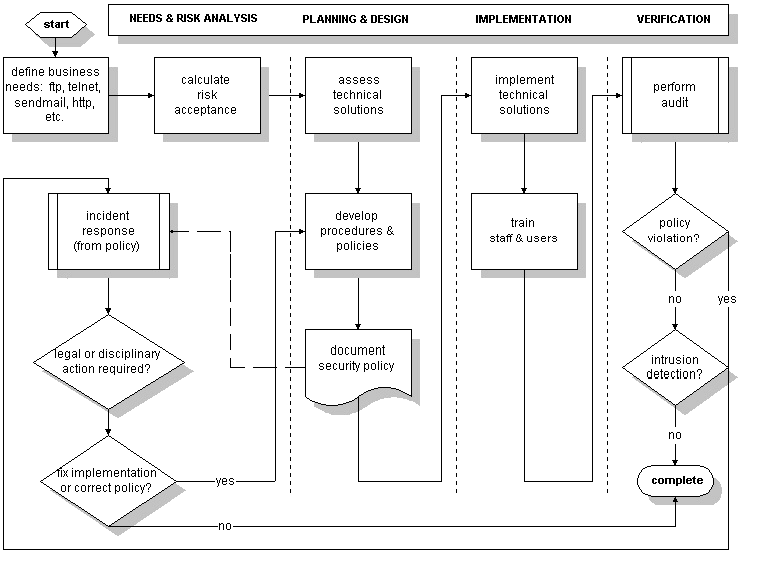 start
NEEDS & RISK ANALYSIS
PLANNING & DESIGN
IMPLEMENTATION
VERIFICATION
define business
needs: ftp, telnet,
sendmail, http,
etc.
calculate
risk
acceptance
assess
technical
solutions
implement
technical
solutions
perform
audit
incident
response
(from policy)
develop
procedures &
policies
train
staff & users
policy
violation?
no
yes
legal or disciplinary
action required?
document
security policy
intrusion
detection?
no
fix implementation
or correct policy?
yes
complete
no